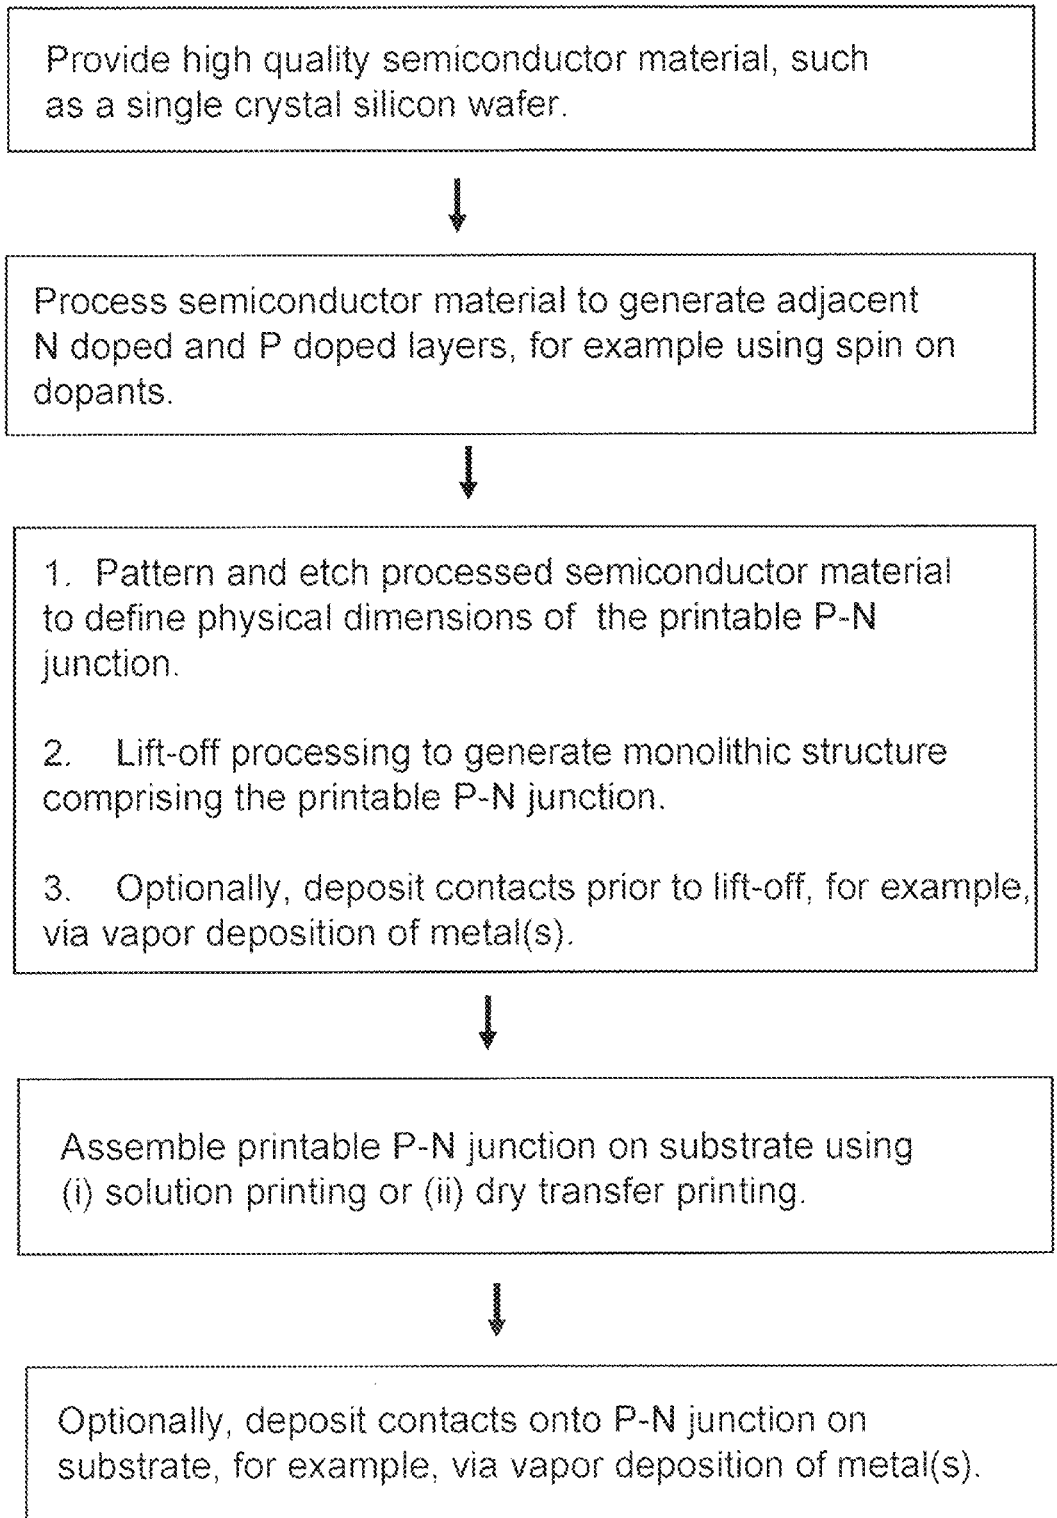 Provide high quality semiconductor material, such
as a single crystal silicon wafer.
Process semiconductor material to generate adjacent
N doped and P doped layers, for example using spin on
dopants.
1. Pattern and etch processed semiconductor material
to define physical dimensions of the printable P-N
junction.
2. Lift-off processing to generate monolithic structure
comprising the printable P-N junction.
3. Optionally, deposit contacts prior to lift-off, for example,
via vapor deposition of metal(s).
Assemble printable P-N junction on substrate using
(i) solution printing or (ii) dry transfer printing.
Optionally, deposit contacts onto P-N junction on
substrate, for example, via vapor deposition of metal(s).